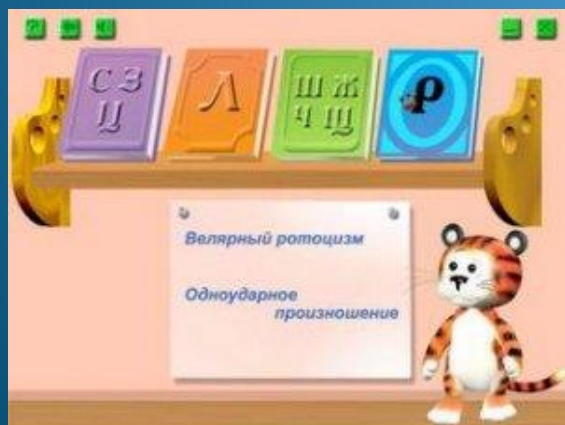 ?
С З
Ц
Л
Ш Ж
Ч Щ
Р
Велярный ротоцизм
Одноударное
произношение